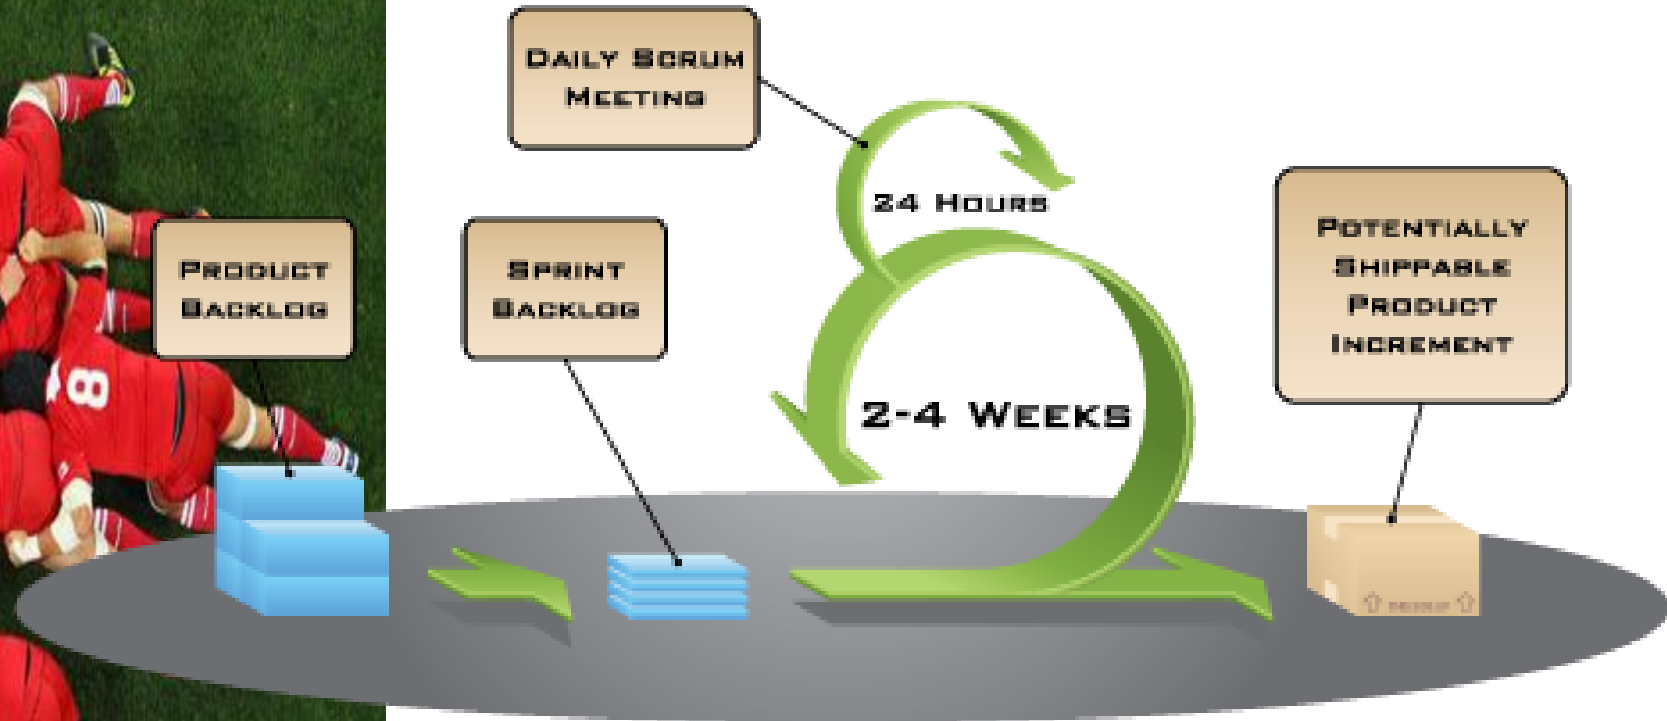 DAILY SCRUM
MEETING
24 HOURS
PRODUCT
BACKLOG
SPRINT
BACKLOG
POTENTIALLY
SHIPPABLE
PRODUCT
INCREMENT
2-4 WEEKS
8